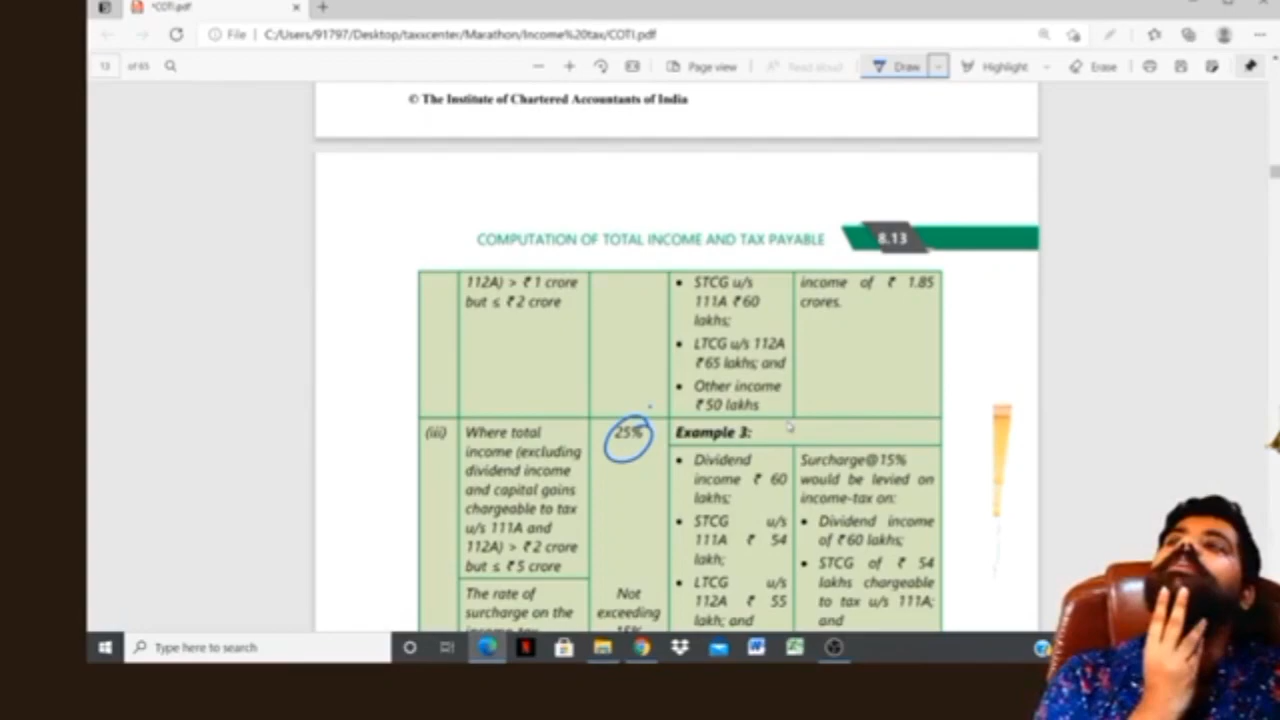 *COTI.pdf
File | C:/Users/91797/Desktop/taxxcenter/Marathon/Income%20tax/COTI.pdf
13 of 65 Page view Read aloud Draw Highlight Erase
© The Institute of Chartered Accountants of India
COMPUTATION OF TOTAL INCOME AND TAX PAYABLE 8.13
112A) > ₹ 1 crore
but ≤ ₹ 2 crore
• STCG u/s
111A ₹ 60
lakhs;
• LTCG u/s 112A
₹ 65 lakhs; and
• Other income
₹ 50 lakhs
income of ₹ 1.85
crores.
(iii)
Where total
income (excluding
dividend income
and capital gains
chargeable to tax
u/s 111A and
112A) > ₹ 2 crore
but ≤ ₹ 5 crore
25%
Example 3:
• Dividend
income ₹ 60
lakhs;
• STCG u/s
111A ₹ 54
lakh;
• LTCG u/s
112A ₹ 55
lakh; and
Surcharge@15%
would be levied on
income-tax on:
• Dividend income
of ₹ 60 lakhs;
• STCG of ₹ 54
lakhs chargeable
to tax u/s 111A;
and
The rate of
surcharge on the
income-tax
Not
exceeding
15%
Type here to search